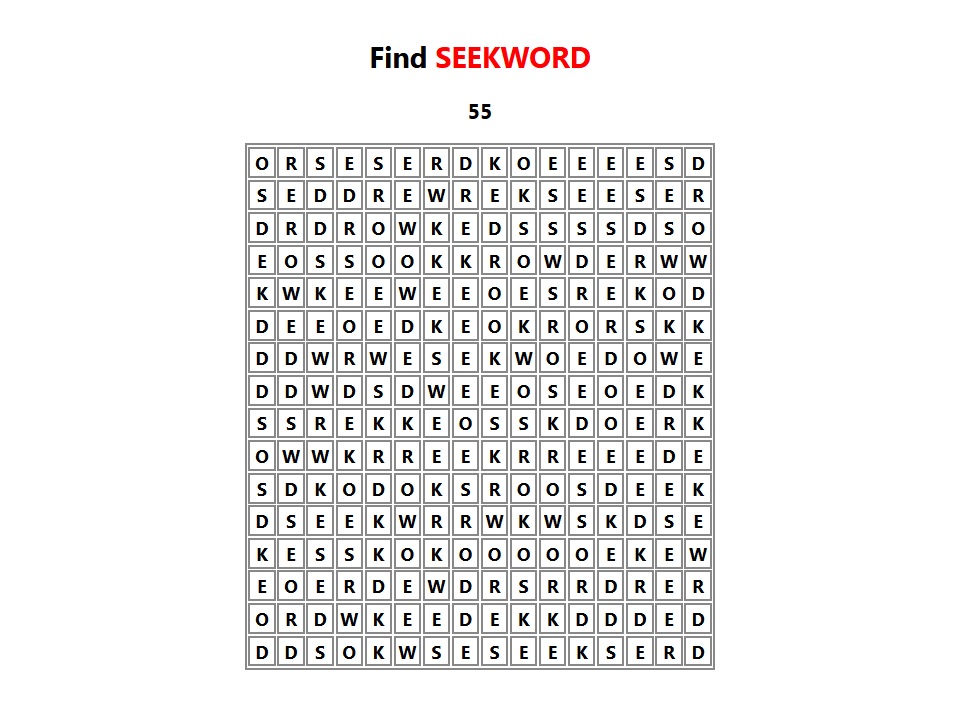 Find SEEKWORD
55
O R S E S E R D K O E E E E S D
S E D D R E W R E K S E E S E R
D R D R O W K E D S S S S D S O
E O S S O O K K R O W D E R W W
K W K E E W E E O E S R E K O D
D E E O E D K E O K R O R S K K
D D W R W E S E K W O E D O W E
D D W D S D W E E O S E O E D K
S S R E K K E O S S K D O E R K
O W W K R R E E K R R E E E D E
S D K O D O K S R O O S D E E K
D S E E K W R R W K W S K D S E
K E S S K O K O O O O O E K E W
E O E R D E W D R S R R D R E R
O R D W K E E D E K K D D D E D
D D S O K W S E S E E K S E R D